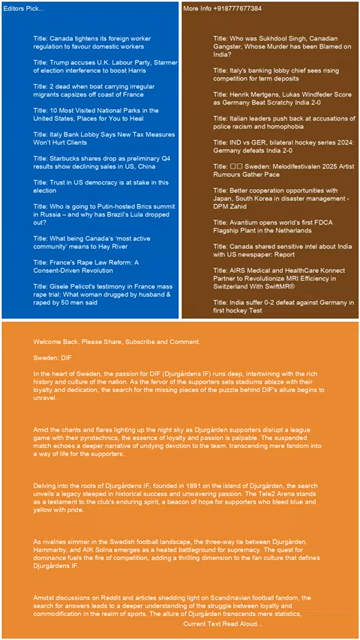 Editors Pick...
Title: Canada tightens its foreign worker
regulation to favour domestic workers
Title: Trump accuses U.K. Labour Party, Starmer
of election interference to boost Harris
Title: 2 dead when boat carrying irregular
migrants capsizes off coast of France
Title: 10 Most Visited National Parks in the
United States, Places for You to Heal
Title: Italy Bank Lobby Says New Tax Measures
Won't Hurt Clients
Title: Starbucks shares drop as preliminary Q4
results show declining sales in US, China
Title: Trust in US democracy is at stake in this
election
Title: Who is going to Putin-hosted Brics summit
in Russia – and why has Brazil's Lula dropped
out?
Title: What being Canada's 'most active
community' means to Hay River
Title: France's Rape Law Reform: A
Consent-Driven Revolution
Title: Gisele Pelicot's testimony in France mass
rape trial: What woman drugged by husband &
raped by 50 men said
More Info +918777677384
Title: Who was Sukhdool Singh, Canadian
Gangster, Whose Murder has been Blamed on
India?
Title: Italy's banking lobby chief sees rising
competition for term deposits
Title: Henrik Mertgens, Lukas Windfeder Score
as Germany Beat Scratchy India 2-0
Title: Italian leaders push back at accusations of
police racism and homophobia
Title: IND vs GER, bilateral hockey series 2024:
Germany defeats India 2-0
Title: Sweden: Melodifestivalen 2025 Artist
Rumours Gather Pace
Title: Better cooperation opportunities with
Japan, South Korea in disaster management -
DPM Zahid
Title: Avantium opens world's first FDCA
Flagship Plant in the Netherlands
Title: Canada shared sensitive intel about India
with US newspaper: Report
Title: AIRS Medical and HealthCare Konnect
Partner to Revolutionize MRI Efficiency in
Switzerland With SwiftMR®
Title: India suffer 0-2 defeat against Germany in
first hockey Test
Welcome Back. Please Share, Subscribe and Comment:
Sweden: DIF
In the heart of Sweden, the passion for DIF (Djurgårdens IF) runs deep, intertwining with the rich
history and culture of the nation. As the fervor of the supporters sets stadiums ablaze with their
loyalty and dedication, the search for the missing pieces of the puzzle behind DIF's allure begins to
unravel.
Amid the chants and flares lighting up the night sky as Djurgården supporters disrupt a league
game with their pyrotechnics, the essence of loyalty and passion is palpable. The suspended
match echoes a deeper narrative of undying devotion to the team, transcending mere fandom into
a way of life for the supporters.
Delving into the roots of Djurgårdens IF, founded in 1891 on the island of Djurgården, the search
unveils a legacy steeped in historical success and unwavering passion. The Tele2 Arena stands
as a testament to the club's enduring spirit, a beacon of hope for supporters who bleed blue and
yellow with pride.
As rivalries simmer in the Swedish football landscape, the three-way tie between Djurgården,
Hammarby, and AIK Solna emerges as a heated battleground for supremacy. The quest for
dominance fuels the fire of competition, adding a thrilling dimension to the fan culture that defines
Djurgårdens IF.
Amidst discussions on Reddit and articles shedding light on Scandinavian football fandom, the
search for answers leads to a deeper understanding of the struggle between loyalty and
commodification in the realm of sports. The allure of Djurgården transcends mere statistics,
Current Text Read Aloud...